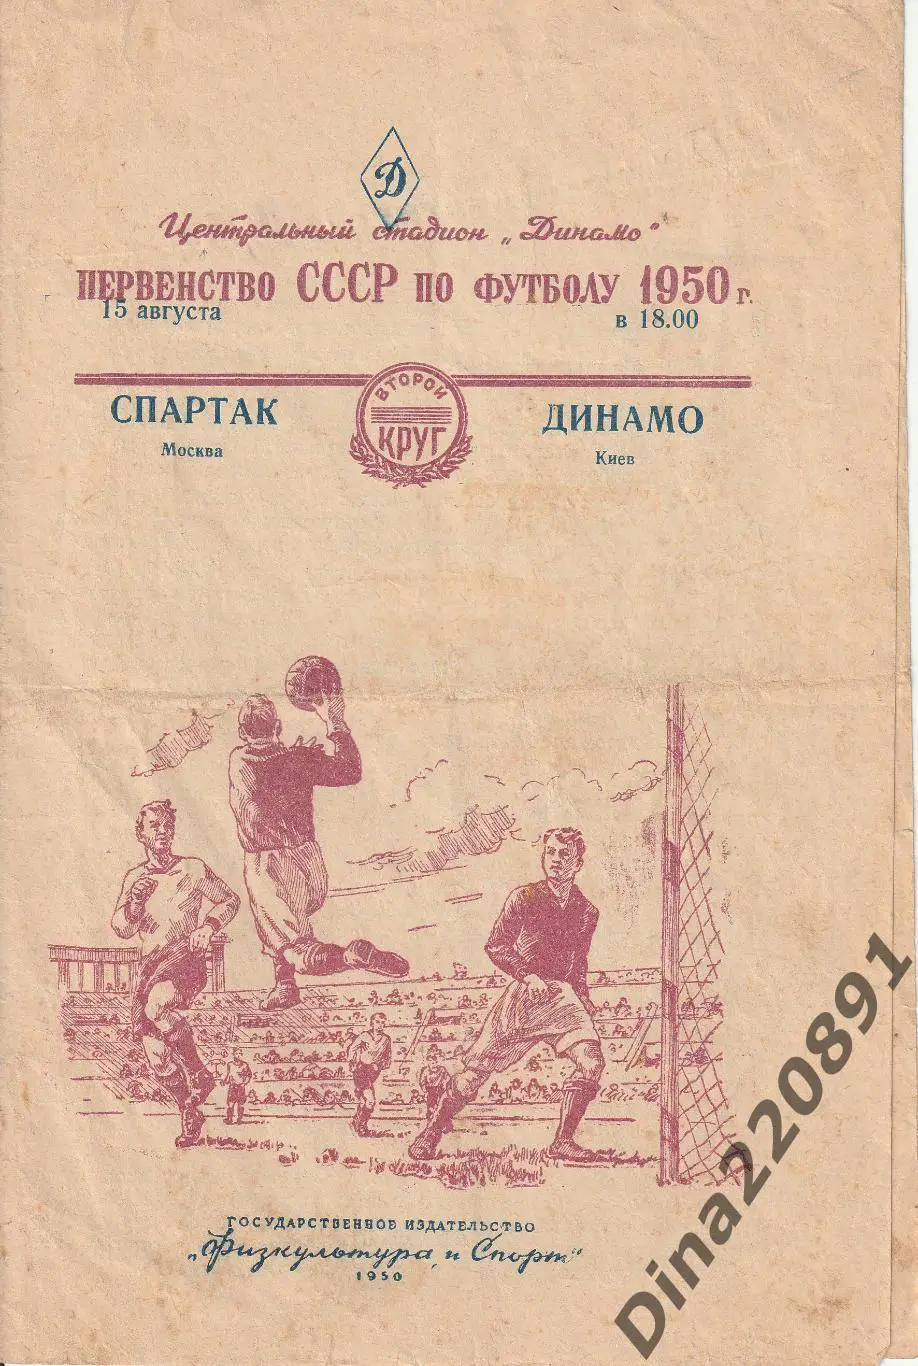 Д
Центральный стадион „Динамо"
ПЕРВЕНСТВО СССР ПО ФУТБОЛУ 1950 г.
15 августа в 18.00
ВТОРОЙ
КРУГ
СПАРТАК ДИНАМО
Москва Киев
ГОСУДАРСТВЕННОЕ ИЗДАТЕЛЬСТВО
„Физкультура и Спорт"
1950
Dina220891